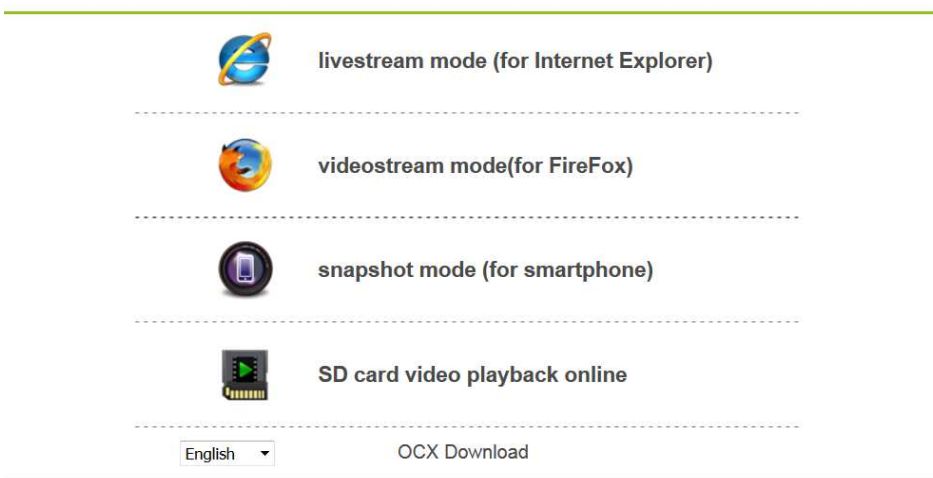 livestream mode (for Internet Explorer)
videostream mode(for FireFox)
snapshot mode (for smartphone)
SD card video playback online
English
OCX Download